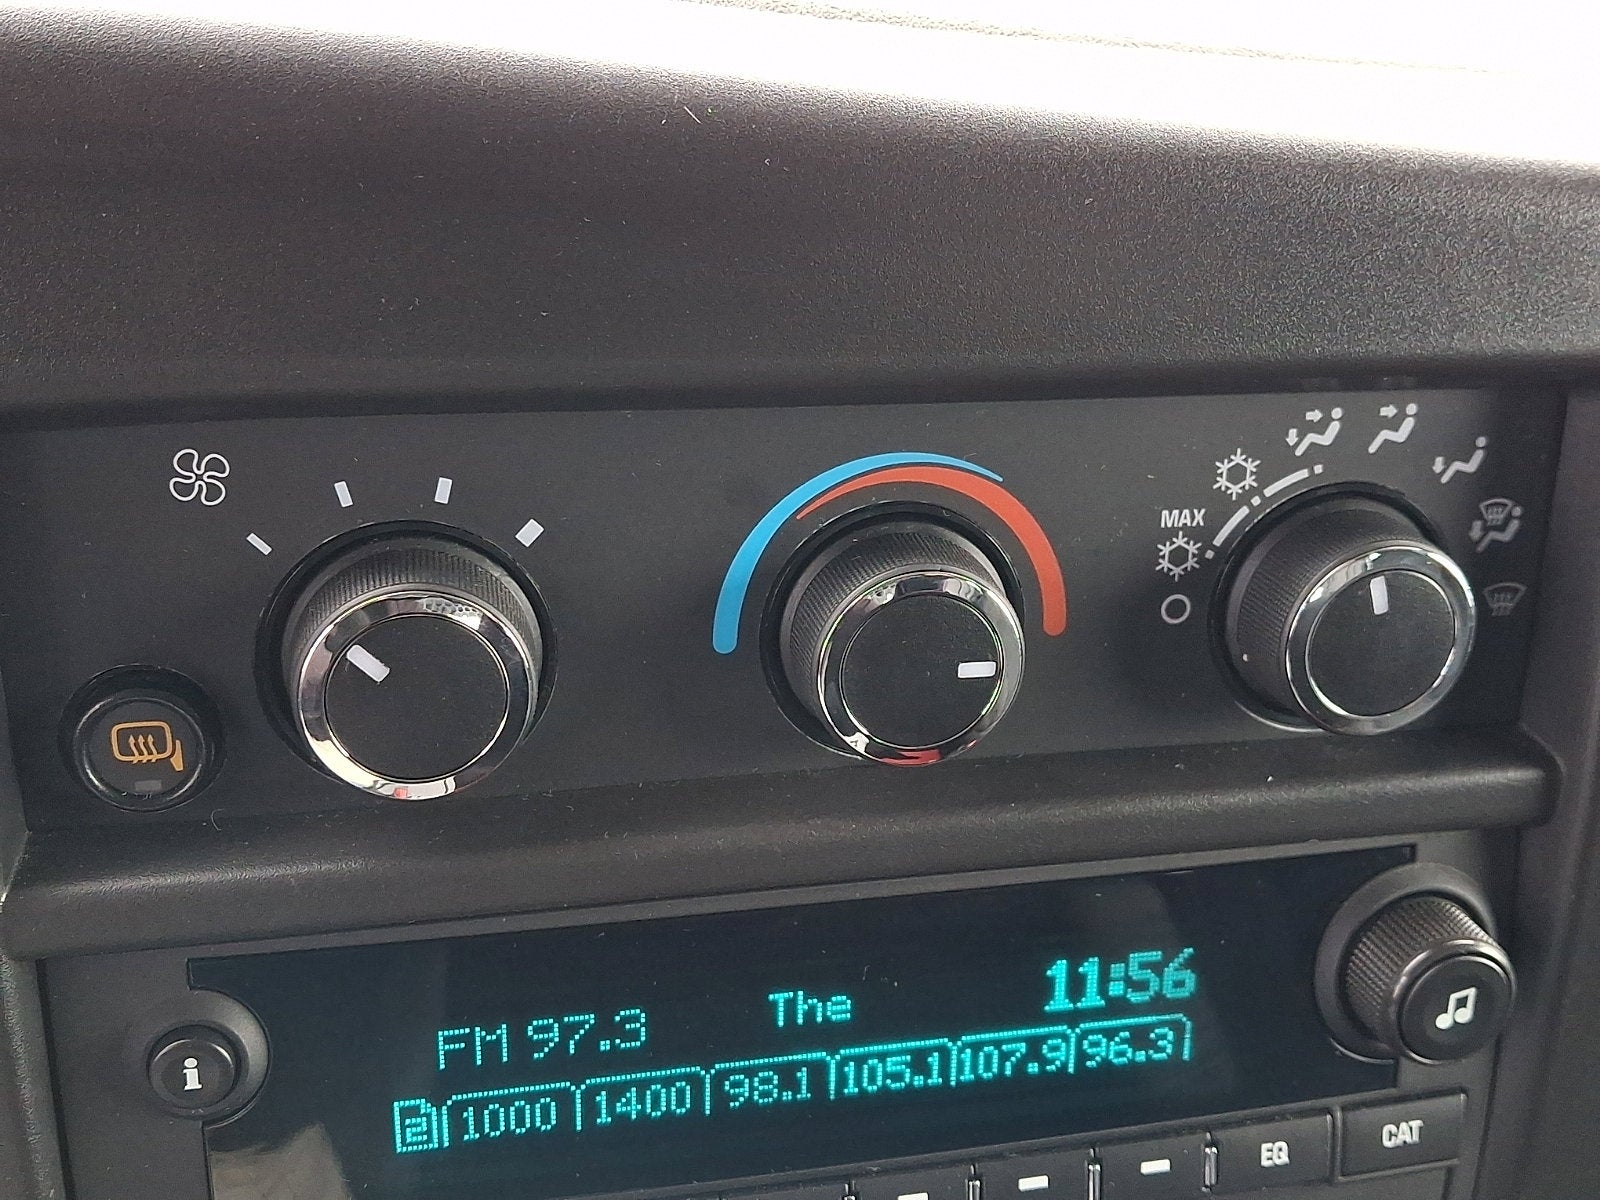 MAX
11:56
FM 97.3 The
2 1000 1400 98.1 105.1 107.9 96.3
i
EQ CAT